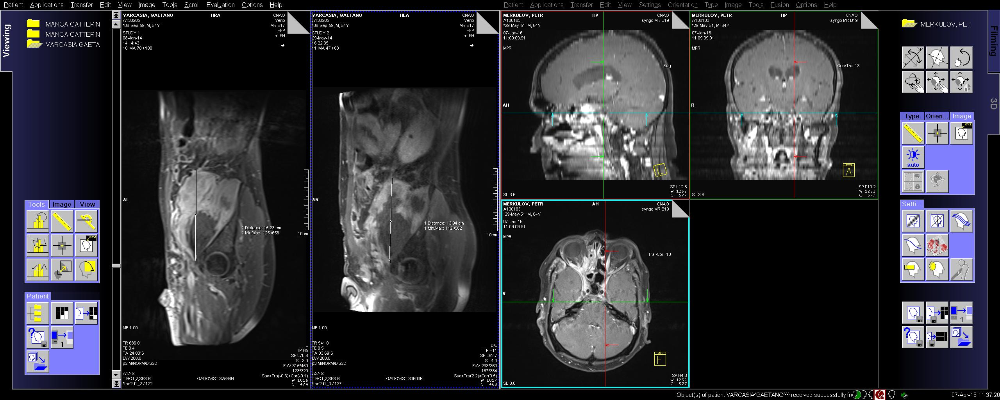 Patient Applications Transfer Edit View Image Tools Scroll Evaluation Options Help
Patient Applications Transfer Edit View Settings Orientation Type Image Tools Fusion Options Help
Viewing
MANCA CATTERIN
MANCA CATTERIN
VARCASIA GAETA
Tools Image View
XYZ
Patient
?
1
VARCASIA, GAETANO
A130205
*06-Sep-59, M, 54Y
STUDY 1
08-Jan-14
14:14:43
10 IMA 70 / 100
HRA
CNAO
Verio
MR B17
HFP
+LPH
AL
1 Distance: 15.23 cm
1 Min/Max: 125 /658
10cm
1
MF 1.00
TR 686.0
TE 8.4
TA 24.80*6
BW 260.0
p2 M/NORM/DIS2D
A1/FS
T:BO1,2;SP3-6
*tse2d1_2 / 122
GADOVIST 32596H
E
TP H5
SP L70.6
SL 3.0
FoV 315*450
123*320
Sag>Tra(-0.3)>Cor(-0.1)
W 1016
C 474
VARCASIA, GAETANO
A130205
*06-Sep-59, M, 54Y
STUDY 2
29-May-14
16:22:35
11 IMA 47 / 63
HLA
CNAO
Verio
MR B17
HFP
+LPH
AR
1 Distance: 13.94 cm
1 Min/Max: 112 /562
10cm
1
MF 1.00
TR 541.0
TE 8.5
TA 33.69*6
BW 260.0
p3 M/NORM/DIS2D
A3/FS
T:BO1,2;SP3-6
*tse2d1_3 / 137
GADOVIST 33600K
D/E
TP H11
SP L62.7
SL 4.0
FoV 293*360
187*384
Sag>Tra(2.2)>Cor(0.5)
W 1017
C 468
MERKULOV, PETR
A130183
*29-May-51, M, 64Y
07-Jan-16
11:09:09.91
MPR
HP
CNAO
syngo MR B19
Sag
AH
L
SL 3.6
SP L12.8
W 1252
C 577
MERKULOV, PETR
A130183
*29-May-51, M, 64Y
07-Jan-16
11:09:09.91
MPR
HP
CNAO
syngo MR B19
Cor>Tra 13
R
A
SL 3.6
SP P10.2
W 1252
C 577
MERKULOV, PETR
A130183
*29-May-51, M, 64Y
07-Jan-16
11:09:09.91
MPR
AH
CNAO
syngo MR B19
Tra>Cor -13
R
F
SL 3.6
SP H4.3
W 1252
C 577
MERKULOV, PET
Filming
3D
Type Orien... Image
XYZ
auto
Setti...
1
?
Object(s) of patient VARCASIA^GAETANO^^^ received successfully fr
07-Apr-16 11:37:20